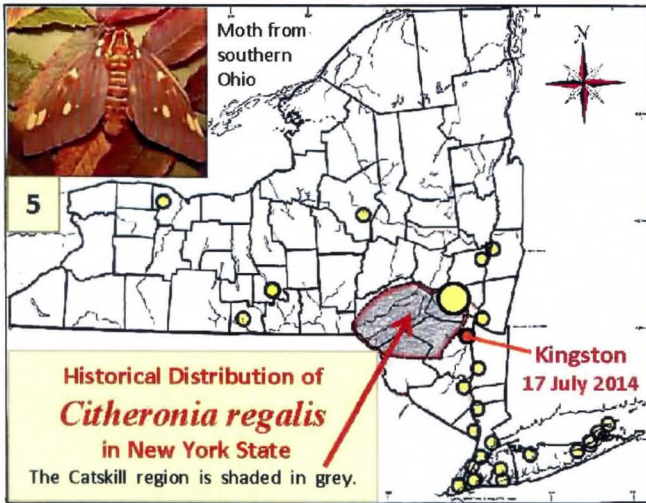 Moth from
southern
Ohio
N
5
Kingston
17 July 2014
Historical Distribution of
Citheronia regalis
in New York State
The Catskill region is shaded in grey.